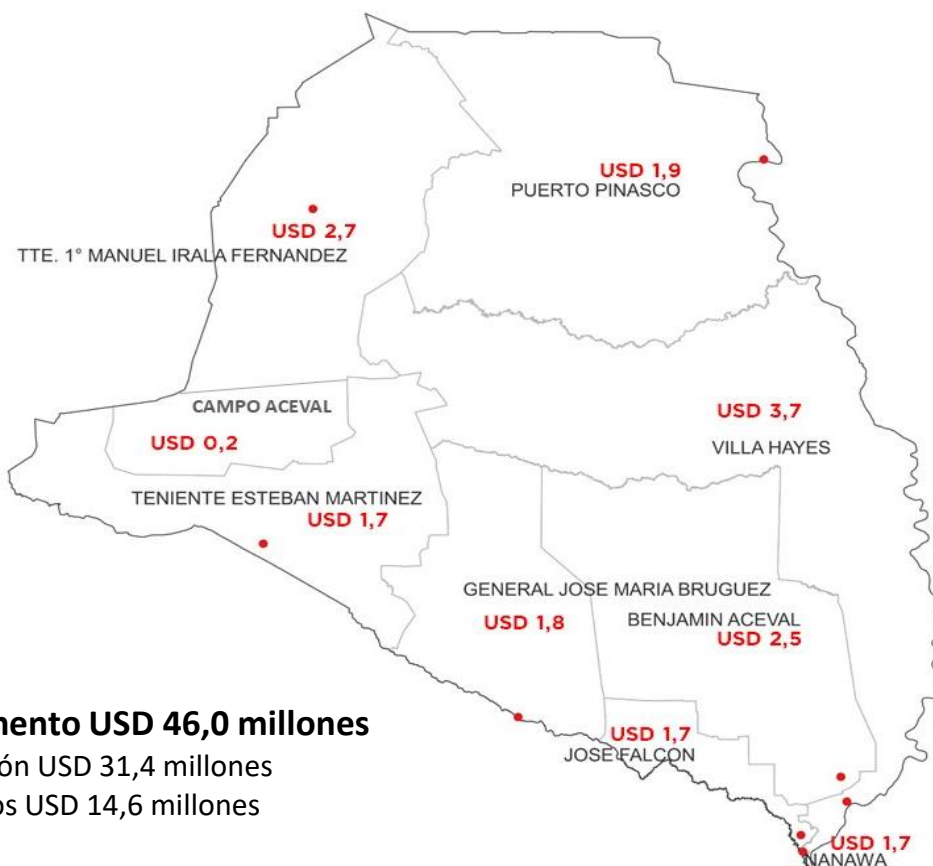 USD 1,9
PUERTO PINASCO
USD 2,7
TTE. 1° MANUEL IRALA FERNANDEZ
CAMPO ACEVAL
USD 0,2
USD 3,7
VILLA HAYES
TENIENTE ESTEBAN MARTINEZ
USD 1,7
GENERAL JOSE MARIA BRUGUEZ
USD 1,8
BENJAMIN ACEVAL
USD 2,5
mento USD 46,0 millones
ón USD 31,4 millones
os USD 14,6 millones
USD 1,7
JOSE FALCON
USD 1,7
NANAWA